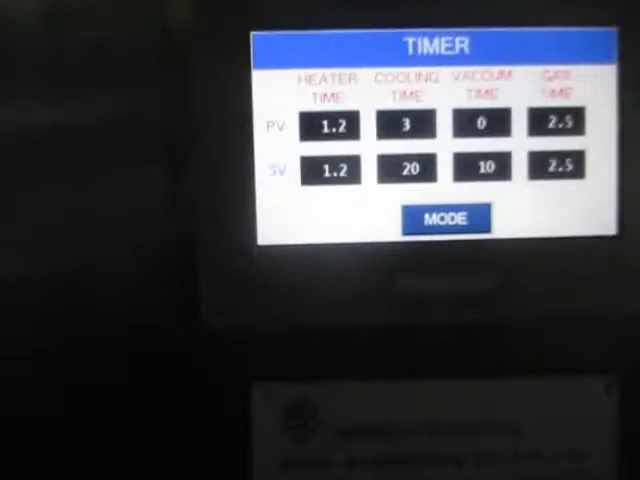 TIMER
HEATER TIME COOLING TIME VACCUM TIME GAS TIME
PV 1.2 3 0 2.5
SV 1.2 20 10 2.5
MODE